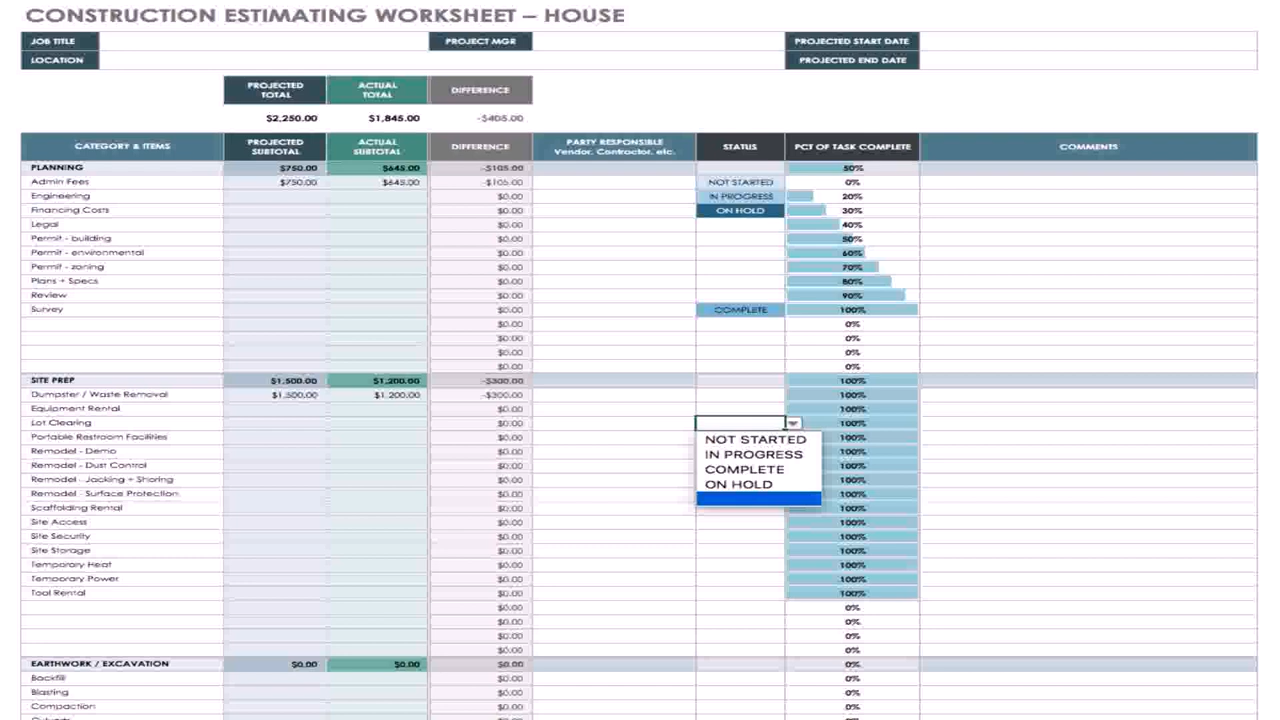 CONSTRUCTION ESTIMATING WORKSHEET – HOUSE
JOB TITLE PROJECT MGR PROJECTED START DATE
LOCATION PROJECTED END DATE
PROJECTED TOTAL ACTUAL TOTAL DIFFERENCE
$2,250.00 $1,845.00 -$405.00
CATEGORY & ITEMS PROJECTED SUBTOTAL ACTUAL SUBTOTAL DIFFERENCE PARTY RESPONSIBLE Vendor, Contractor, etc. STATUS PCT OF TASK COMPLETE COMMENTS
PLANNING $750.00 $645.00 -$105.00 50%
Admin Fees $750.00 $645.00 -$105.00 NOT STARTED 0%
Engineering $0.00 IN PROGRESS 20%
Financing Costs $0.00 ON HOLD 30%
Legal $0.00 40%
Permit - building $0.00 50%
Permit - environmental $0.00 60%
Permit - zoning $0.00 70%
Plans + Specs $0.00 80%
Review $0.00 90%
Survey $0.00 COMPLETE 100%
$0.00 0%
$0.00 0%
$0.00 0%
$0.00 0%
SITE PREP $1,500.00 $1,200.00 -$300.00 100%
Dumpster / Waste Removal $1,500.00 $1,200.00 -$300.00 100%
Equipment Rental $0.00 100%
Lot Clearing $0.00 100%
Portable Restroom Facilities $0.00 NOT STARTED 100%
Remodel - Demo $0.00 IN PROGRESS 100%
Remodel - Dust Control $0.00 COMPLETE 100%
Remodel - Jacking + Shoring $0.00 ON HOLD 100%
Remodel - Surface Protection $0.00 100%
Scaffolding Rental $0.00 100%
Site Access $0.00 100%
Site Security $0.00 100%
Site Storage $0.00 100%
Temporary Heat $0.00 100%
Temporary Power $0.00 100%
Tool Rental $0.00 100%
$0.00 0%
$0.00 0%
$0.00 0%
$0.00 0%
EARTHWORK / EXCAVATION $0.00 $0.00 $0.00 0%
Backfill $0.00 0%
Blasting $0.00 0%
Compaction $0.00 0%